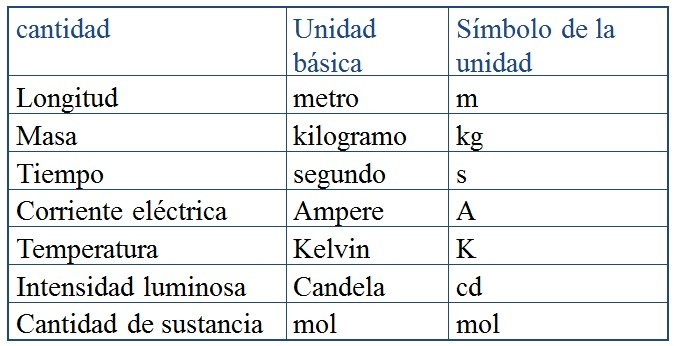 cantidad Unidad básica Símbolo de la unidad
Longitud metro m
Masa kilogramo kg
Tiempo segundo s
Corriente eléctrica Ampere A
Temperatura Kelvin K
Intensidad luminosa Candela cd
Cantidad de sustancia mol mol